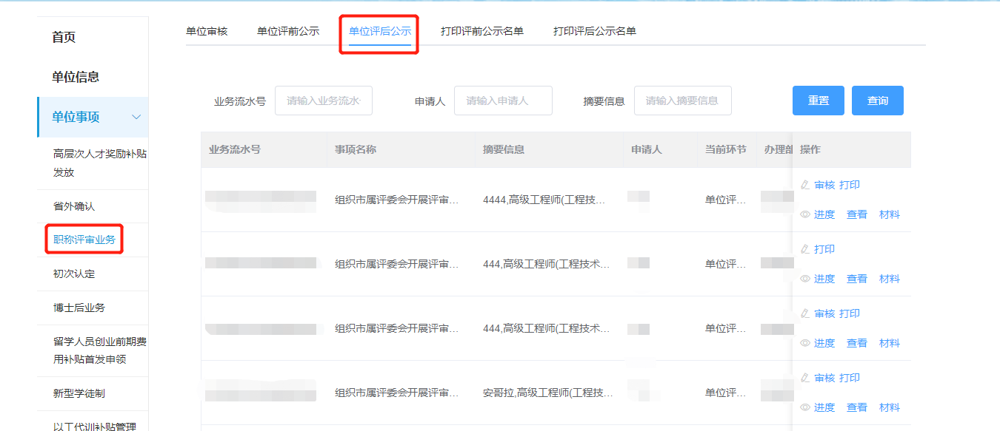 首页
单位信息
单位事项
高层次人才奖励补贴
发放
省外确认
职称评审业务
初次认定
博士后业务
留学人员创业前期费
用补贴首发申领
新型学徒制
以工代训补贴管理
单位审核 单位评前公示 单位评后公示 打印评前公示名单 打印评后公示名单
业务流水号 请输入业务流水 申请人 请输入申请人 摘要信息 请输入摘要信息 重置 查询
业务流水号 事项名称 摘要信息 申请人 当前环节 办理部 操作
组织市属评委会开展评审... 4444,高级工程师(工程技... 单位评... 审核 打印
进度 查看 材料
组织市属评委会开展评审... 444,高级工程师(工程技术... 单位评... 打印
进度 查看 材料
组织市属评委会开展评审... 444,高级工程师(工程技术... 单位评... 审核 打印
进度 查看 材料
组织市属评委会开展评审... 安哥拉,高级工程师(工程技... 单位评... 审核 打印
进度 查看 材料